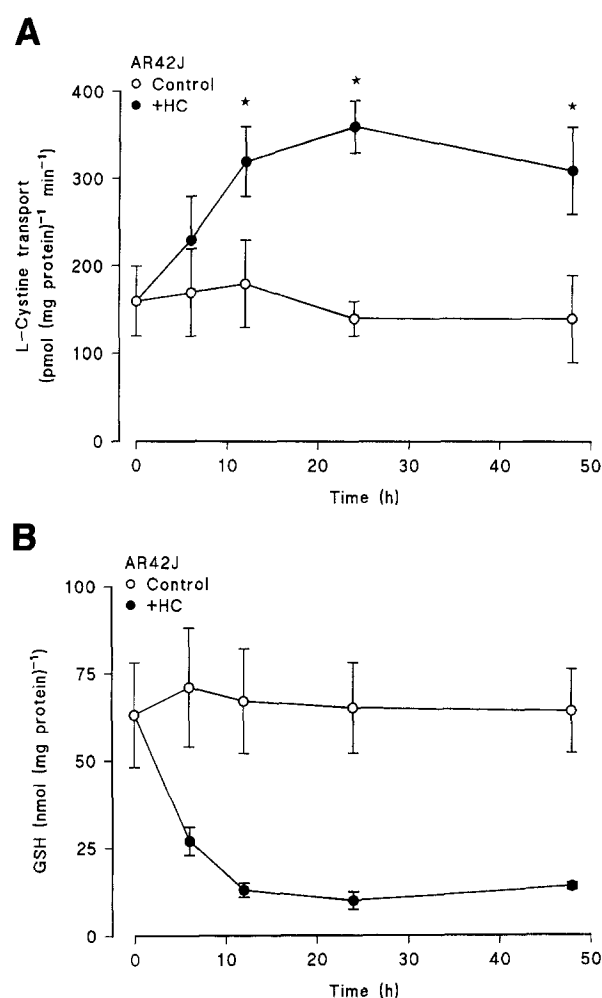 A
AR42J
Control
+HC
★
★
★
400
300
200
100
0
L-Cystine transport
(pmol (mg protein)⁻¹ min⁻¹)
0 10 20 30 40 50
Time (h)
B
AR42J
Control
+HC
100
75
50
25
0
GSH (nmol (mg protein)⁻¹)
0 10 20 30 40 50
Time (h)